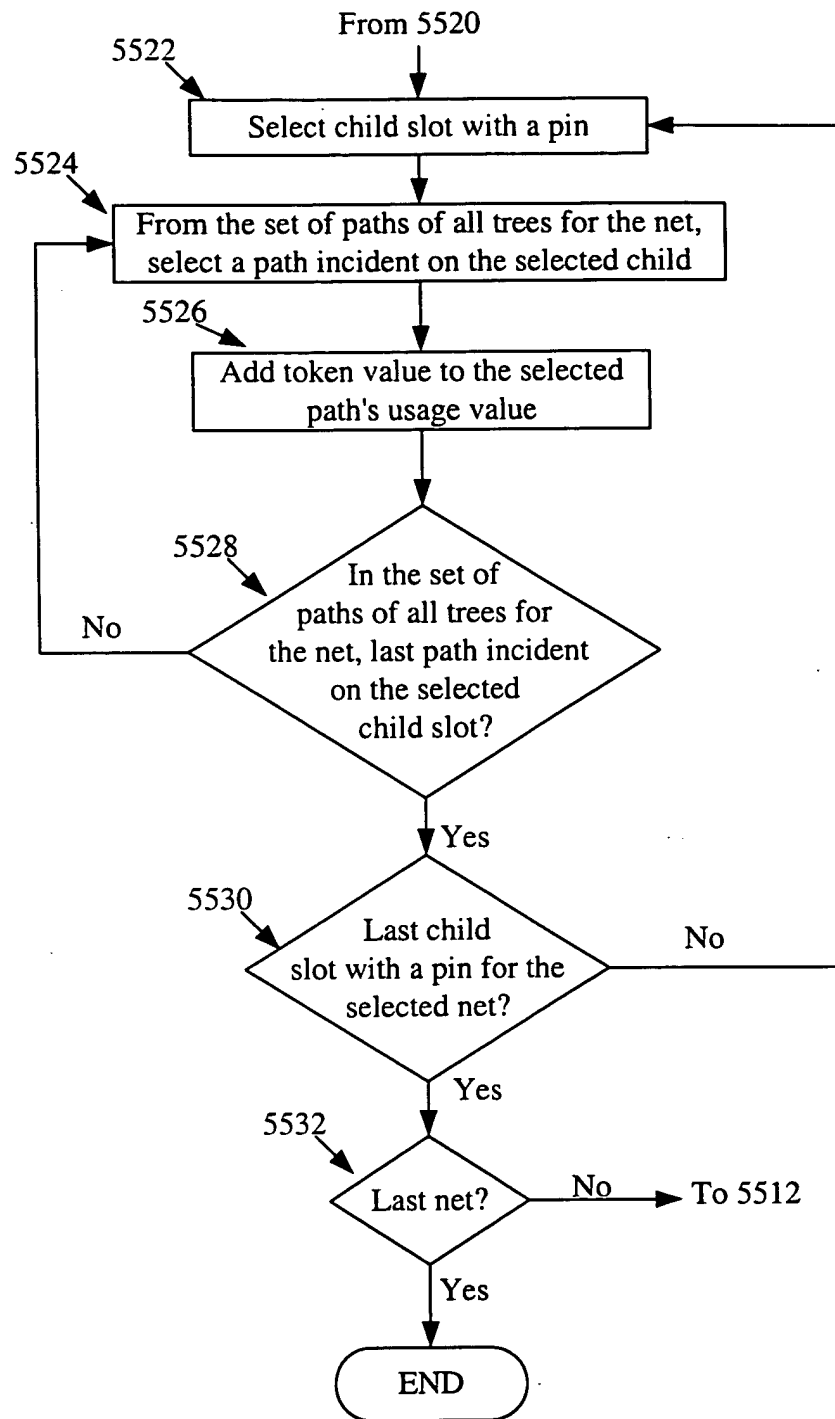 From 5520
5522
Select child slot with a pin
5524
From the set of paths of all trees for the net,
select a path incident on the selected child
5526
Add token value to the selected
path's usage value
5528
In the set of
paths of all trees for
the net, last path incident
on the selected
child slot?
No
Yes
5530
Last child
slot with a pin for the
selected net?
No
Yes
5532
Last net?
No
To 5512
Yes
END